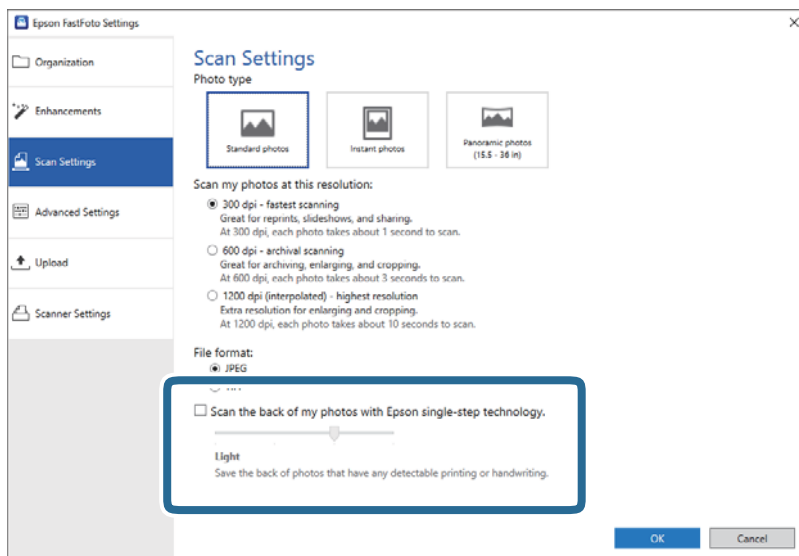 Epson FastFoto Settings
Organization
Enhancements
Scan Settings
Advanced Settings
Upload
Scanner Settings
Scan Settings
Photo type
Standard photos
Instant photos
Panoramic photos
(15.5 - 36 in)
Scan my photos at this resolution:
300 dpi - fastest scanning
Great for reprints, slideshows, and sharing.
At 300 dpi, each photo takes about 1 second to scan.
600 dpi - archival scanning
Great for archiving, enlarging, and cropping.
At 600 dpi, each photo takes about 3 seconds to scan.
1200 dpi (interpolated) - highest resolution
Extra resolution for enlarging and cropping.
At 1200 dpi, each photo takes about 10 seconds to scan.
File format:
JPEG
Scan the back of my photos with Epson single-step technology.
Light
Save the back of photos that have any detectable printing or handwriting.
OK
Cancel